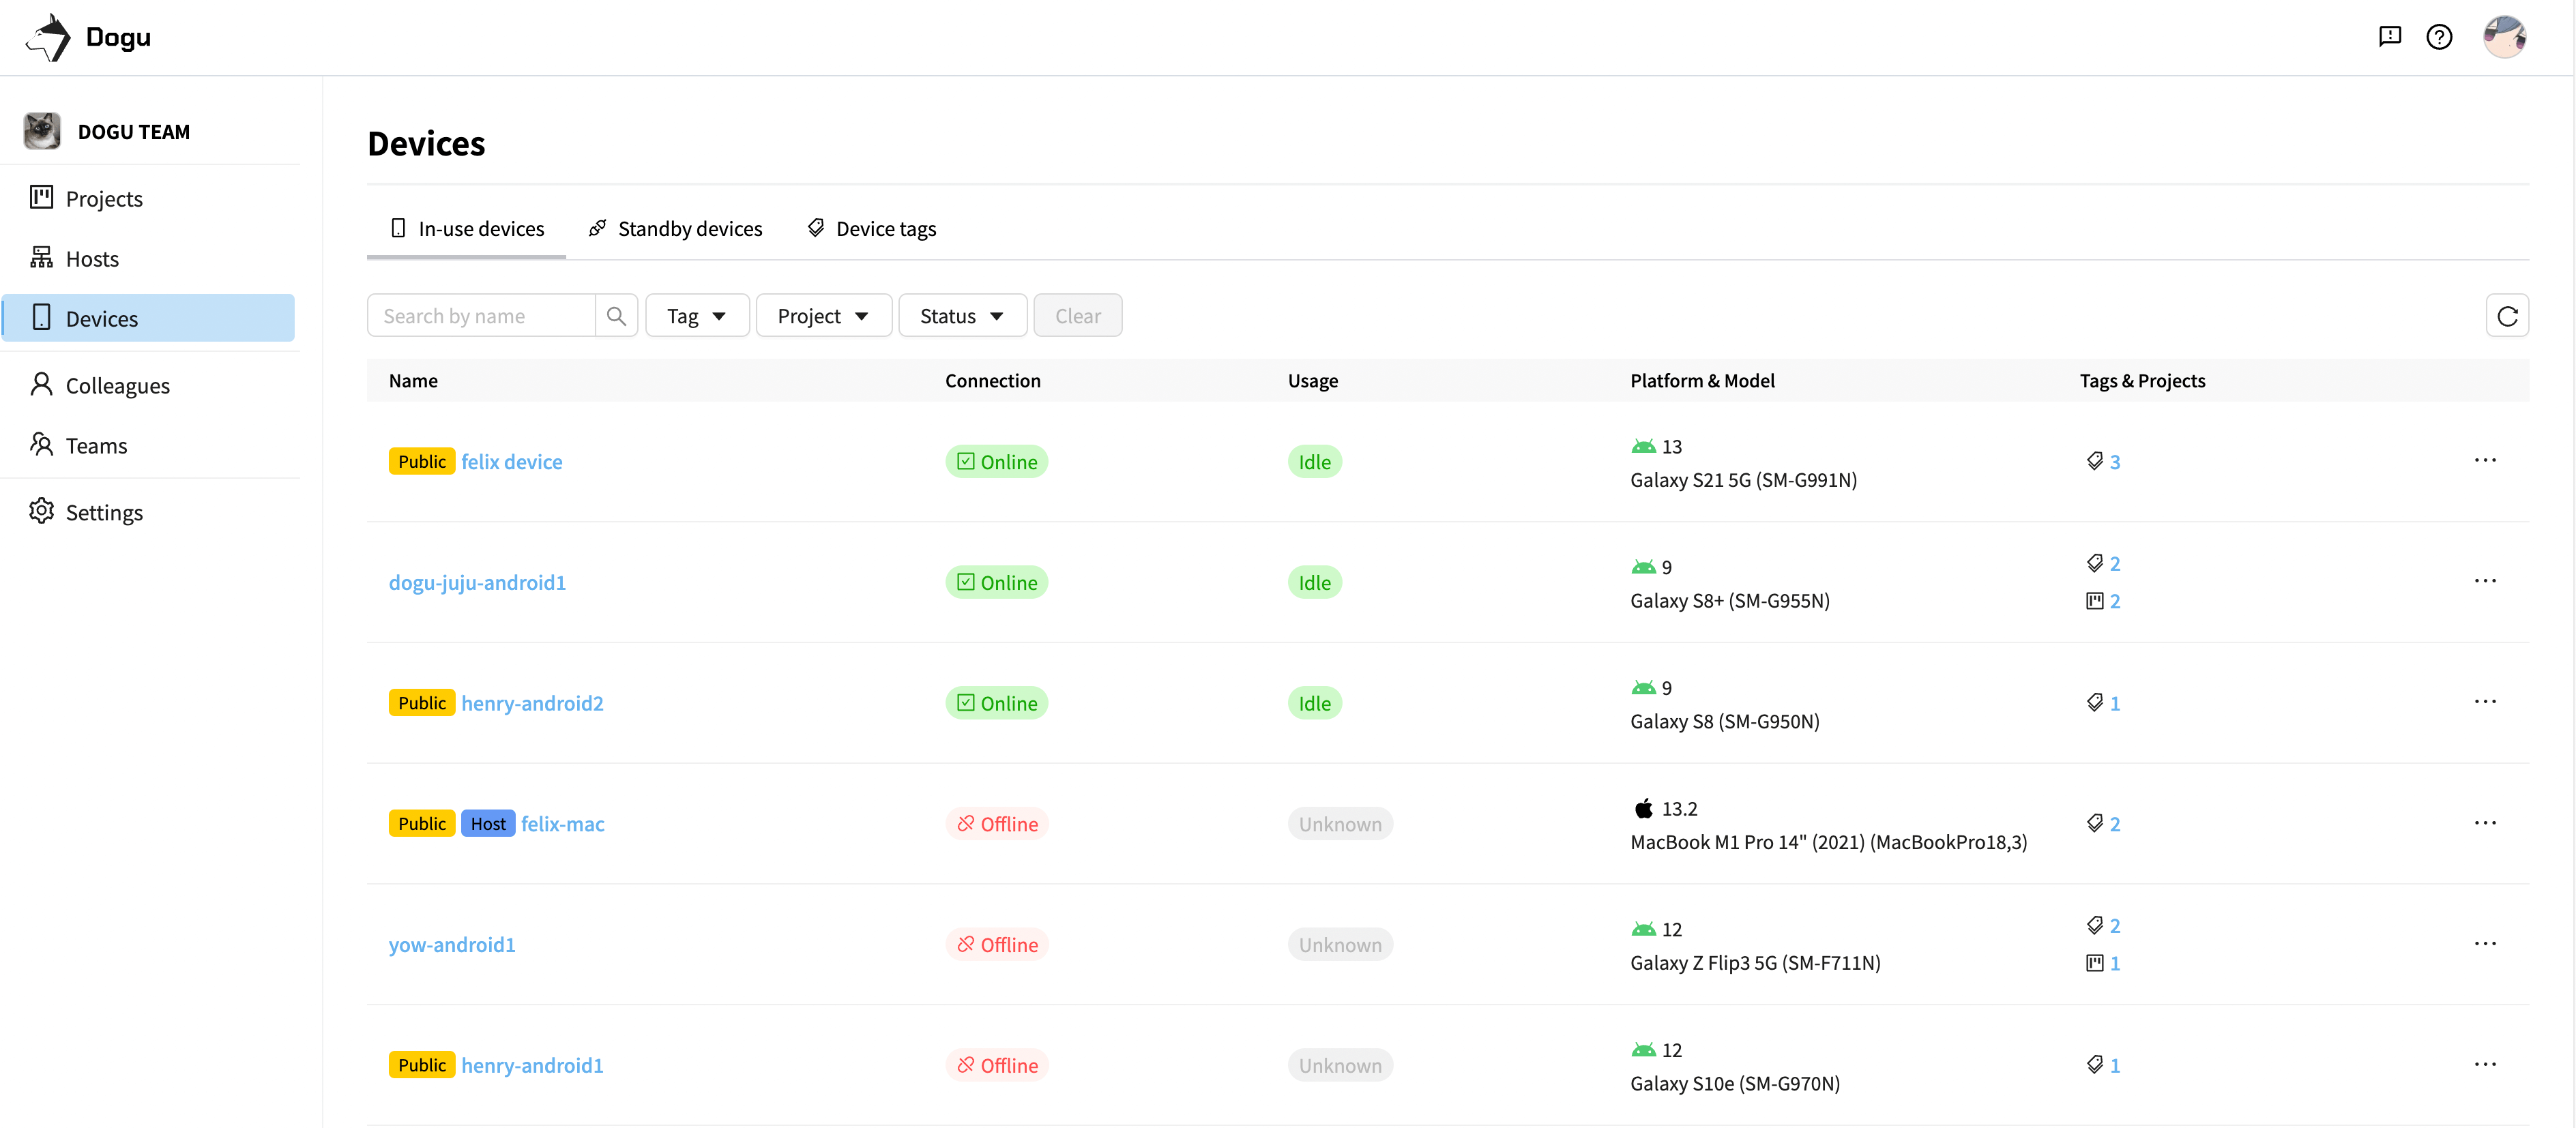 Dogu
DOGU TEAM
Projects
Hosts
Devices
Colleagues
Teams
Settings
Devices
In-use devices Standby devices Device tags
Search by name Tag Project Status Clear
Name Connection Usage Platform & Model Tags & Projects
Public felix device Online Idle 13 3
Galaxy S21 5G (SM-G991N)
dogu-juju-android1 Online Idle 9 2
Galaxy S8+ (SM-G955N) 2
Public henry-android2 Online Idle 9 1
Galaxy S8 (SM-G950N)
Public Host felix-mac Offline Unknown 13.2 2
MacBook M1 Pro 14" (2021) (MacBookPro18,3)
yow-android1 Offline Unknown 12 2
Galaxy Z Flip3 5G (SM-F711N) 1
Public henry-android1 Offline Unknown 12 1
Galaxy S10e (SM-G970N)